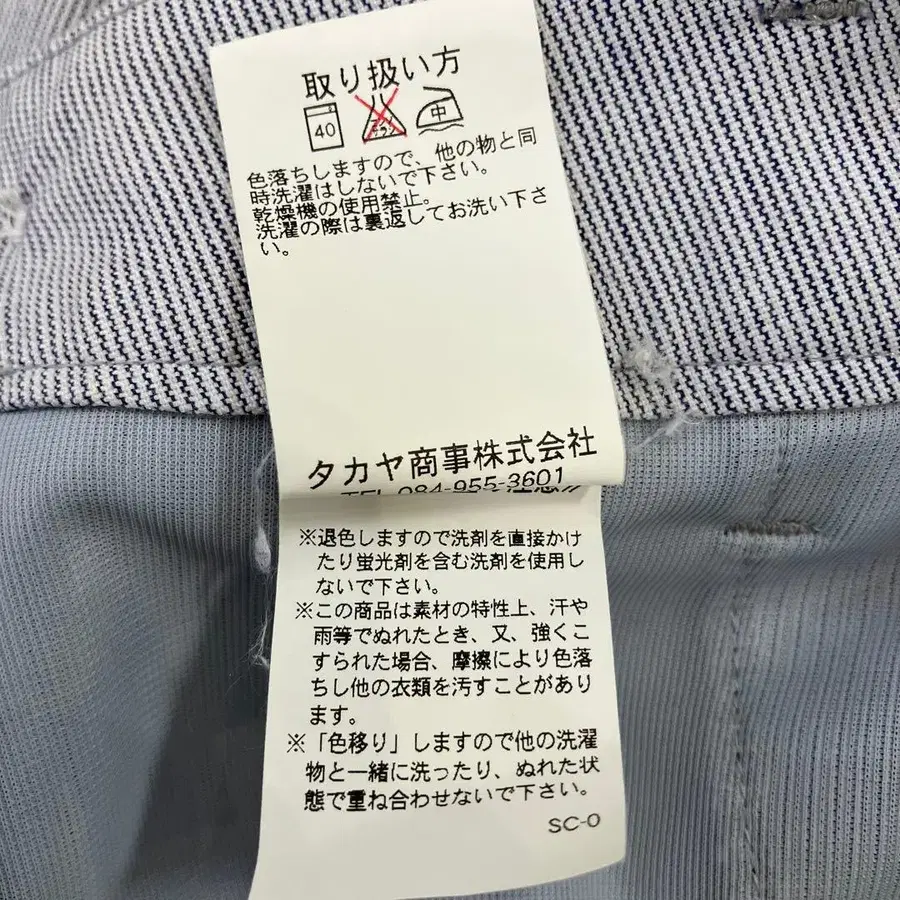 取り扱い方
40 中
色落ちしますので、他の物と同
時洗濯はしないで下さい。
乾燥機の使用禁止。
洗濯の際は裏返してお洗い下さ
い。
タカヤ商事株式会社
TEL 084-955-3601
※退色しますので洗剤を直接かけ
たり蛍光剤を含む洗剤を使用し
ないで下さい。
※この商品は素材の特性上、汗や
雨等でぬれたとき、又、強くこ
すられた場合、摩擦により色落
ちし他の衣類を汚すことがあり
ます。
※「色移り」しますので他の洗濯
物と一緒に洗ったり、ぬれた状
態で重ね合わせないで下さい。
SC-0